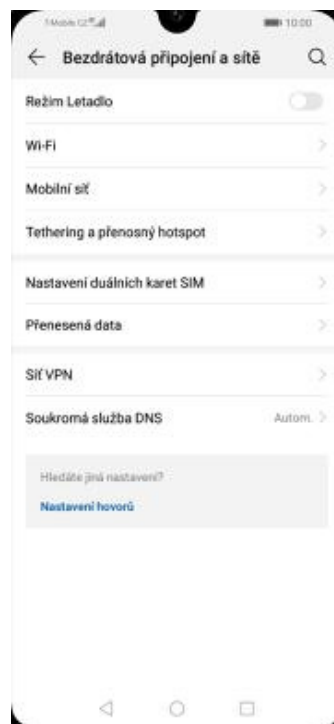 T-Mobile CZ 10:00
Bezdrátová připojení a sítě
Režim Letadlo
Wi-Fi
Mobilní síť
Tethering a přenosný hotspot
Nastavení duálních karet SIM
Přenesená data
Síť VPN
Soukromá služba DNS Autom.
Hledáte jiná nastavení?
Nastavení hovorů